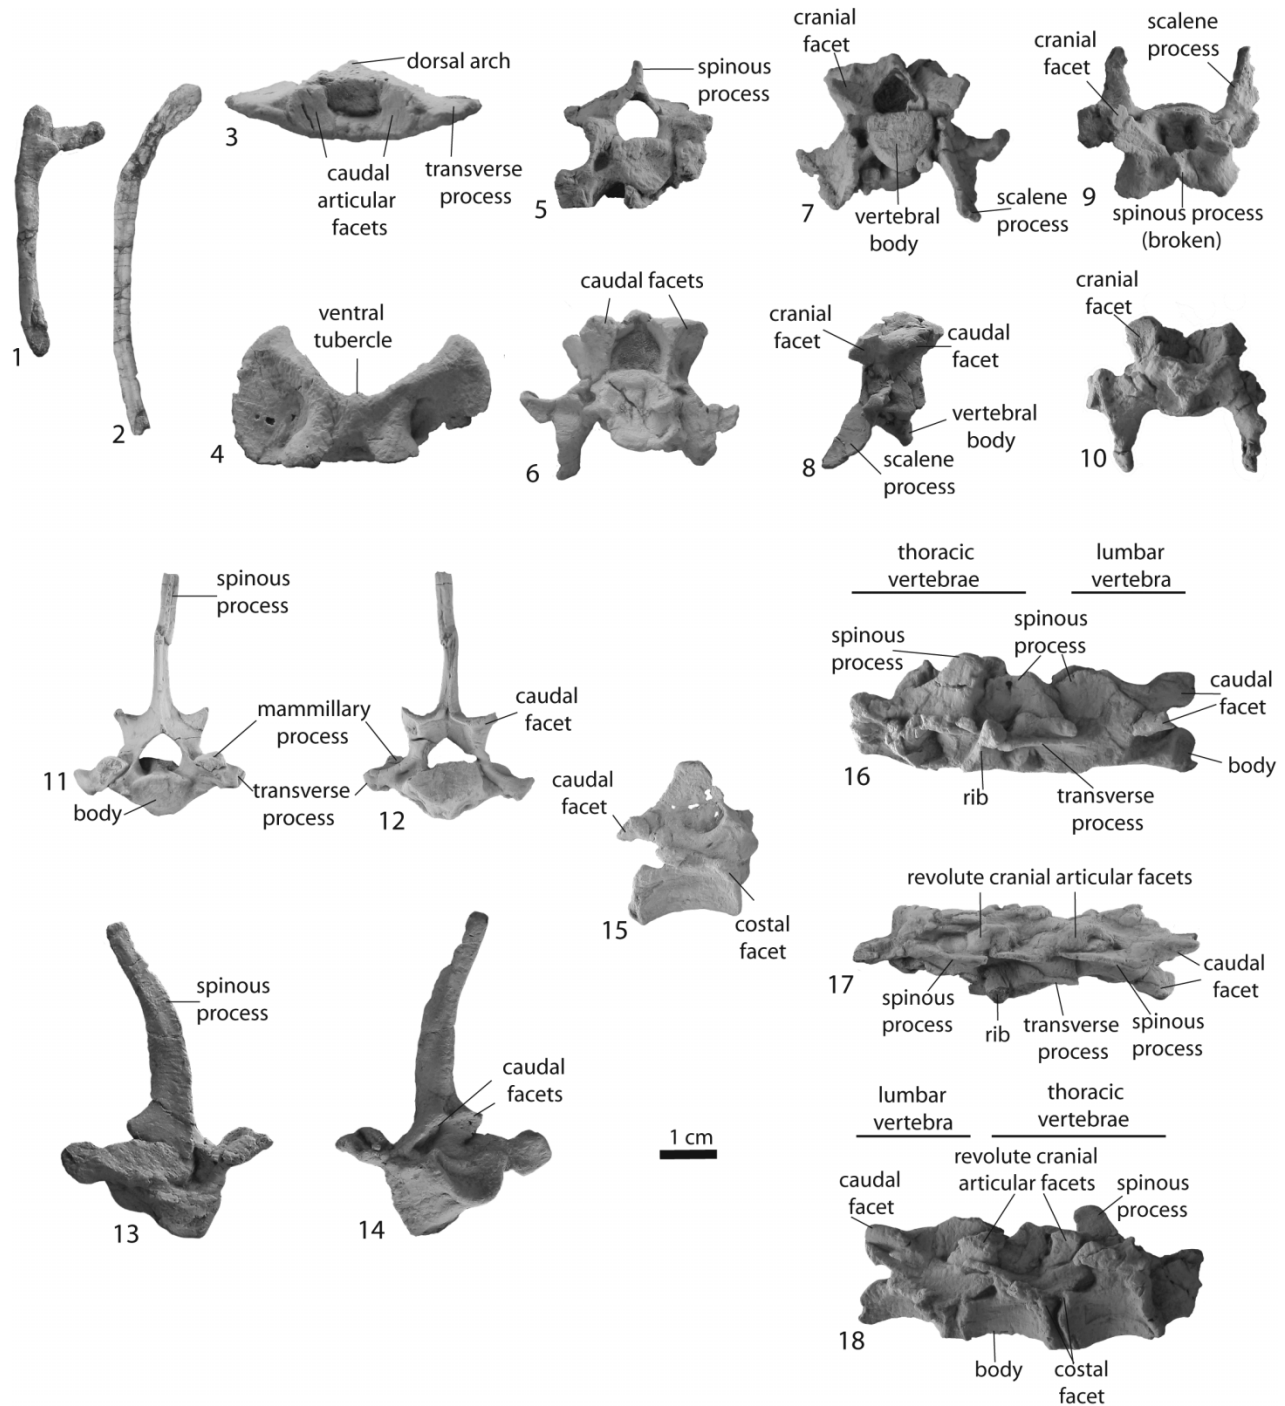 1
2
dorsal arch
3
caudal
articular
facets
transverse
process
ventral
tubercle
4
spinous
process
5
caudal facets
6
cranial
facet
7
vertebral
body
scalene
process
cranial
facet
caudal
facet
vertebral
body
8
scalene
process
scalene
process
cranial
facet
9
spinous process
(broken)
cranial
facet
10
spinous
process
mammillary
process
caudal
facet
11
body
transverse
process
12
spinous
process
13
caudal
facets
14
caudal
facet
15
costal
facet
1 cm
thoracic
vertebrae
lumbar
vertebra
spinous
process
spinous
process
caudal
facet
16
rib
transverse
process
body
revolute cranial articular facets
17
spinous
process
rib
transverse
process
spinous
process
caudal
facet
lumbar
vertebra
thoracic
vertebrae
caudal
facet
revolute cranial
articular facets
spinous
process
18
body
costal
facet